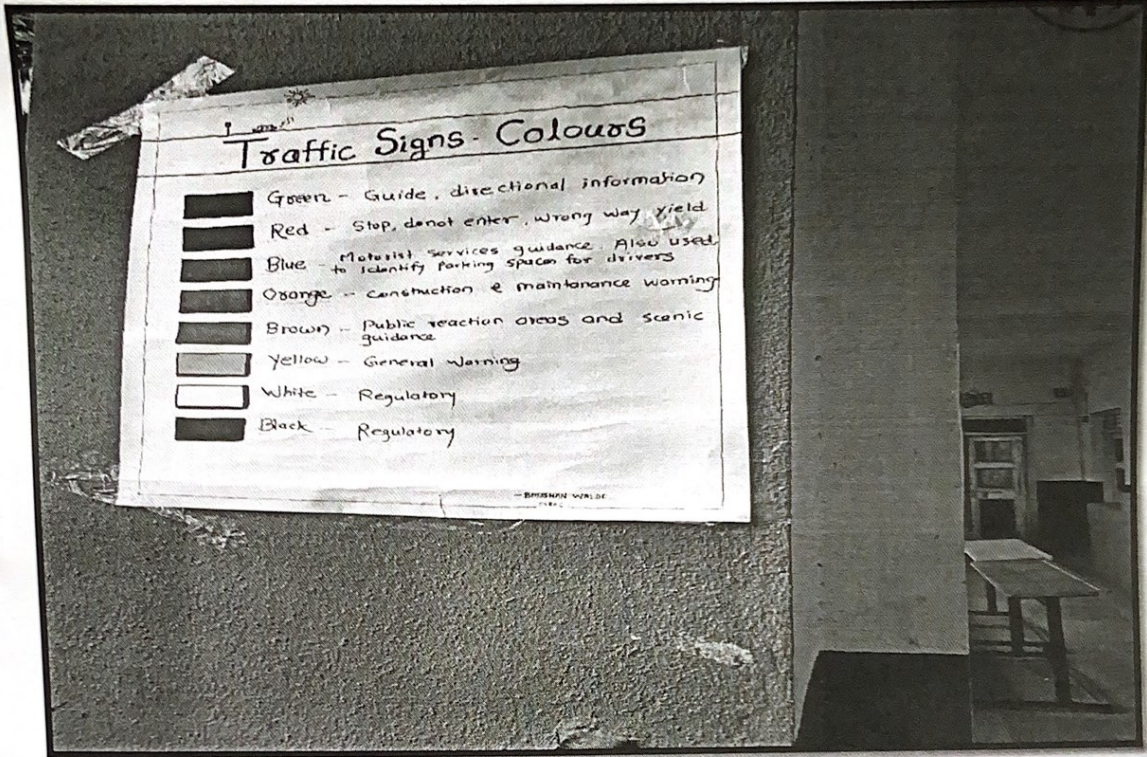 Traffic Signs - Colours
Green - Guide, directional information
Red - Stop, donot enter, wrong way yield
Blue - Motorist services guidance. Also used
to identify Parking spaces for drivers
Orange - construction & maintanance warning
Brown - Public reaction areas and scenic
guidance
Yellow - General Warning
White - Regulatory
Black - Regulatory
- BHUSHAN WALDE